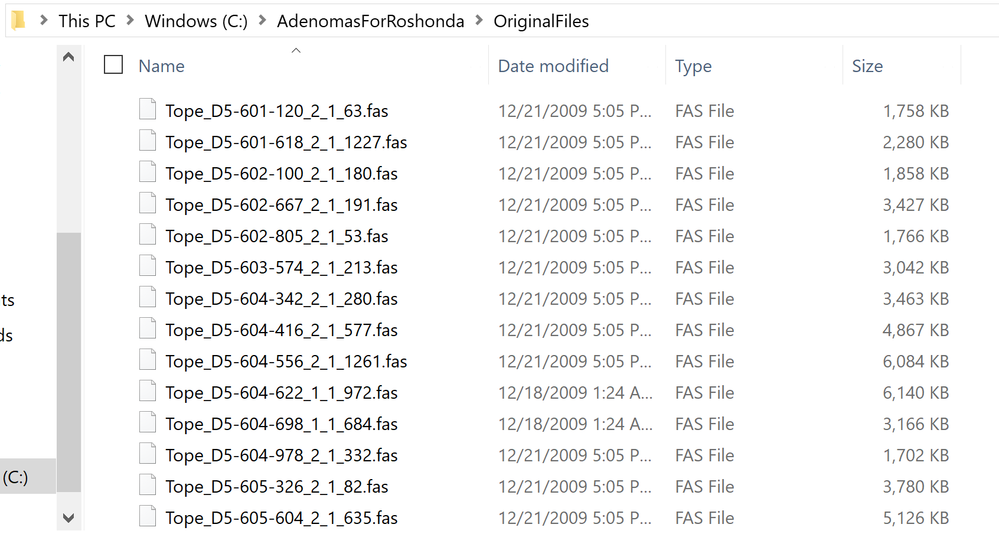 This PC > Windows (C:) > AdenomasForRoshonda > OriginalFiles
Name Date modified Type Size
Tope_D5-601-120_2_1_63.fas 12/21/2009 5:05 P... FAS File 1,758 KB
Tope_D5-601-618_2_1_1227.fas 12/21/2009 5:05 P... FAS File 2,280 KB
Tope_D5-602-100_2_1_180.fas 12/21/2009 5:05 P... FAS File 1,858 KB
Tope_D5-602-667_2_1_191.fas 12/21/2009 5:05 P... FAS File 3,427 KB
Tope_D5-602-805_2_1_53.fas 12/21/2009 5:05 P... FAS File 1,766 KB
Tope_D5-603-574_2_1_213.fas 12/21/2009 5:05 P... FAS File 3,042 KB
ts
Tope_D5-604-342_2_1_280.fas 12/21/2009 5:05 P... FAS File 3,463 KB
ds
Tope_D5-604-416_2_1_577.fas 12/21/2009 5:05 P... FAS File 4,867 KB
Tope_D5-604-556_2_1_1261.fas 12/21/2009 5:05 P... FAS File 6,084 KB
Tope_D5-604-622_1_1_972.fas 12/18/2009 1:24 A... FAS File 6,140 KB
Tope_D5-604-698_1_1_684.fas 12/18/2009 1:24 A... FAS File 3,166 KB
Tope_D5-604-978_2_1_332.fas 12/21/2009 5:05 P... FAS File 1,702 KB
(C:)
Tope_D5-605-326_2_1_82.fas 12/21/2009 5:05 P... FAS File 3,780 KB
Tope_D5-605-604_2_1_635.fas 12/21/2009 5:05 P... FAS File 5,126 KB